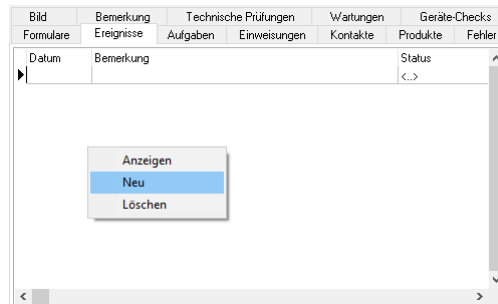 Bild Bemerkung Technische Prüfungen Wartungen Geräte-Checks
Formulare Ereignisse Aufgaben Einweisungen Kontakte Produkte Fehler
Datum Bemerkung Status
<..>
Anzeigen
Neu
Löschen